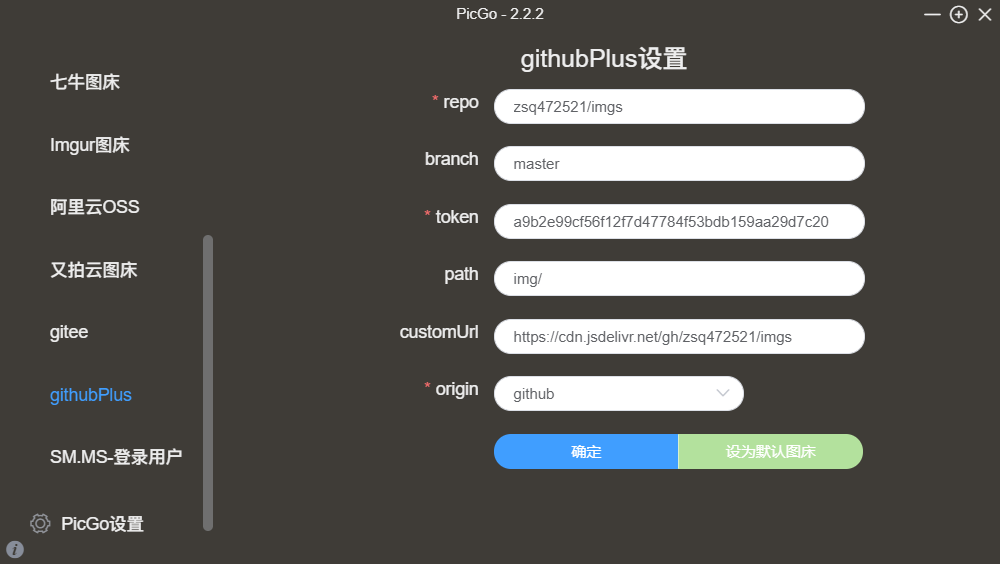 PicGo - 2.2.2
七牛图床
Imgur图床
阿里云OSS
又拍云图床
gitee
githubPlus
SM.MS-登录用户
PicGo设置
githubPlus设置
* repo
zsq472521/imgs
branch
master
* token
a9b2e99cf56f12f7d47784f53bdb159aa29d7c20
path
img/
customUrl
https://cdn.jsdelivr.net/gh/zsq472521/imgs
* origin
github
确定
设为默认图床